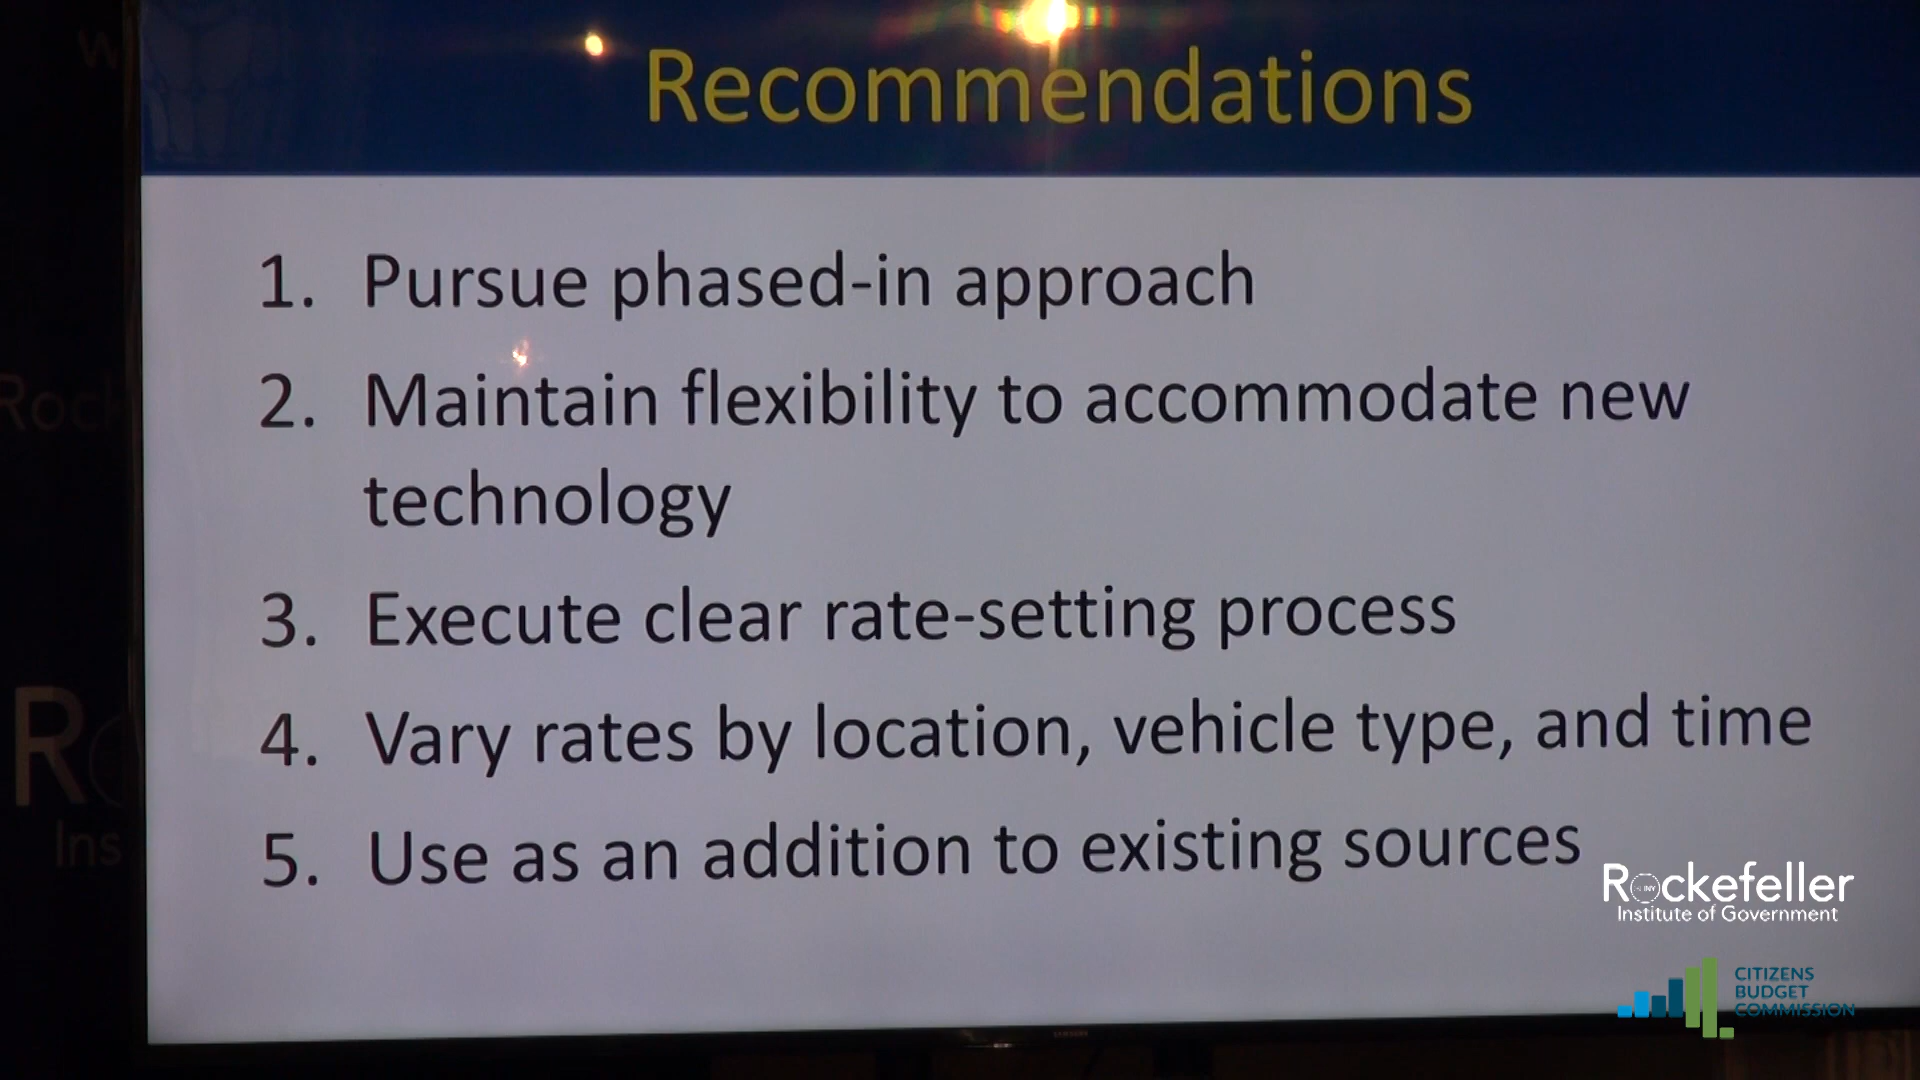 Recommendations
1. Pursue phased-in approach
2. Maintain flexibility to accommodate new
technology
3. Execute clear rate-setting process
4. Vary rates by location, vehicle type, and time
5. Use as an addition to existing sources
Rockefeller
Institute of Government
CITIZENS
BUDGET
COMMISSION
SAMSUNG